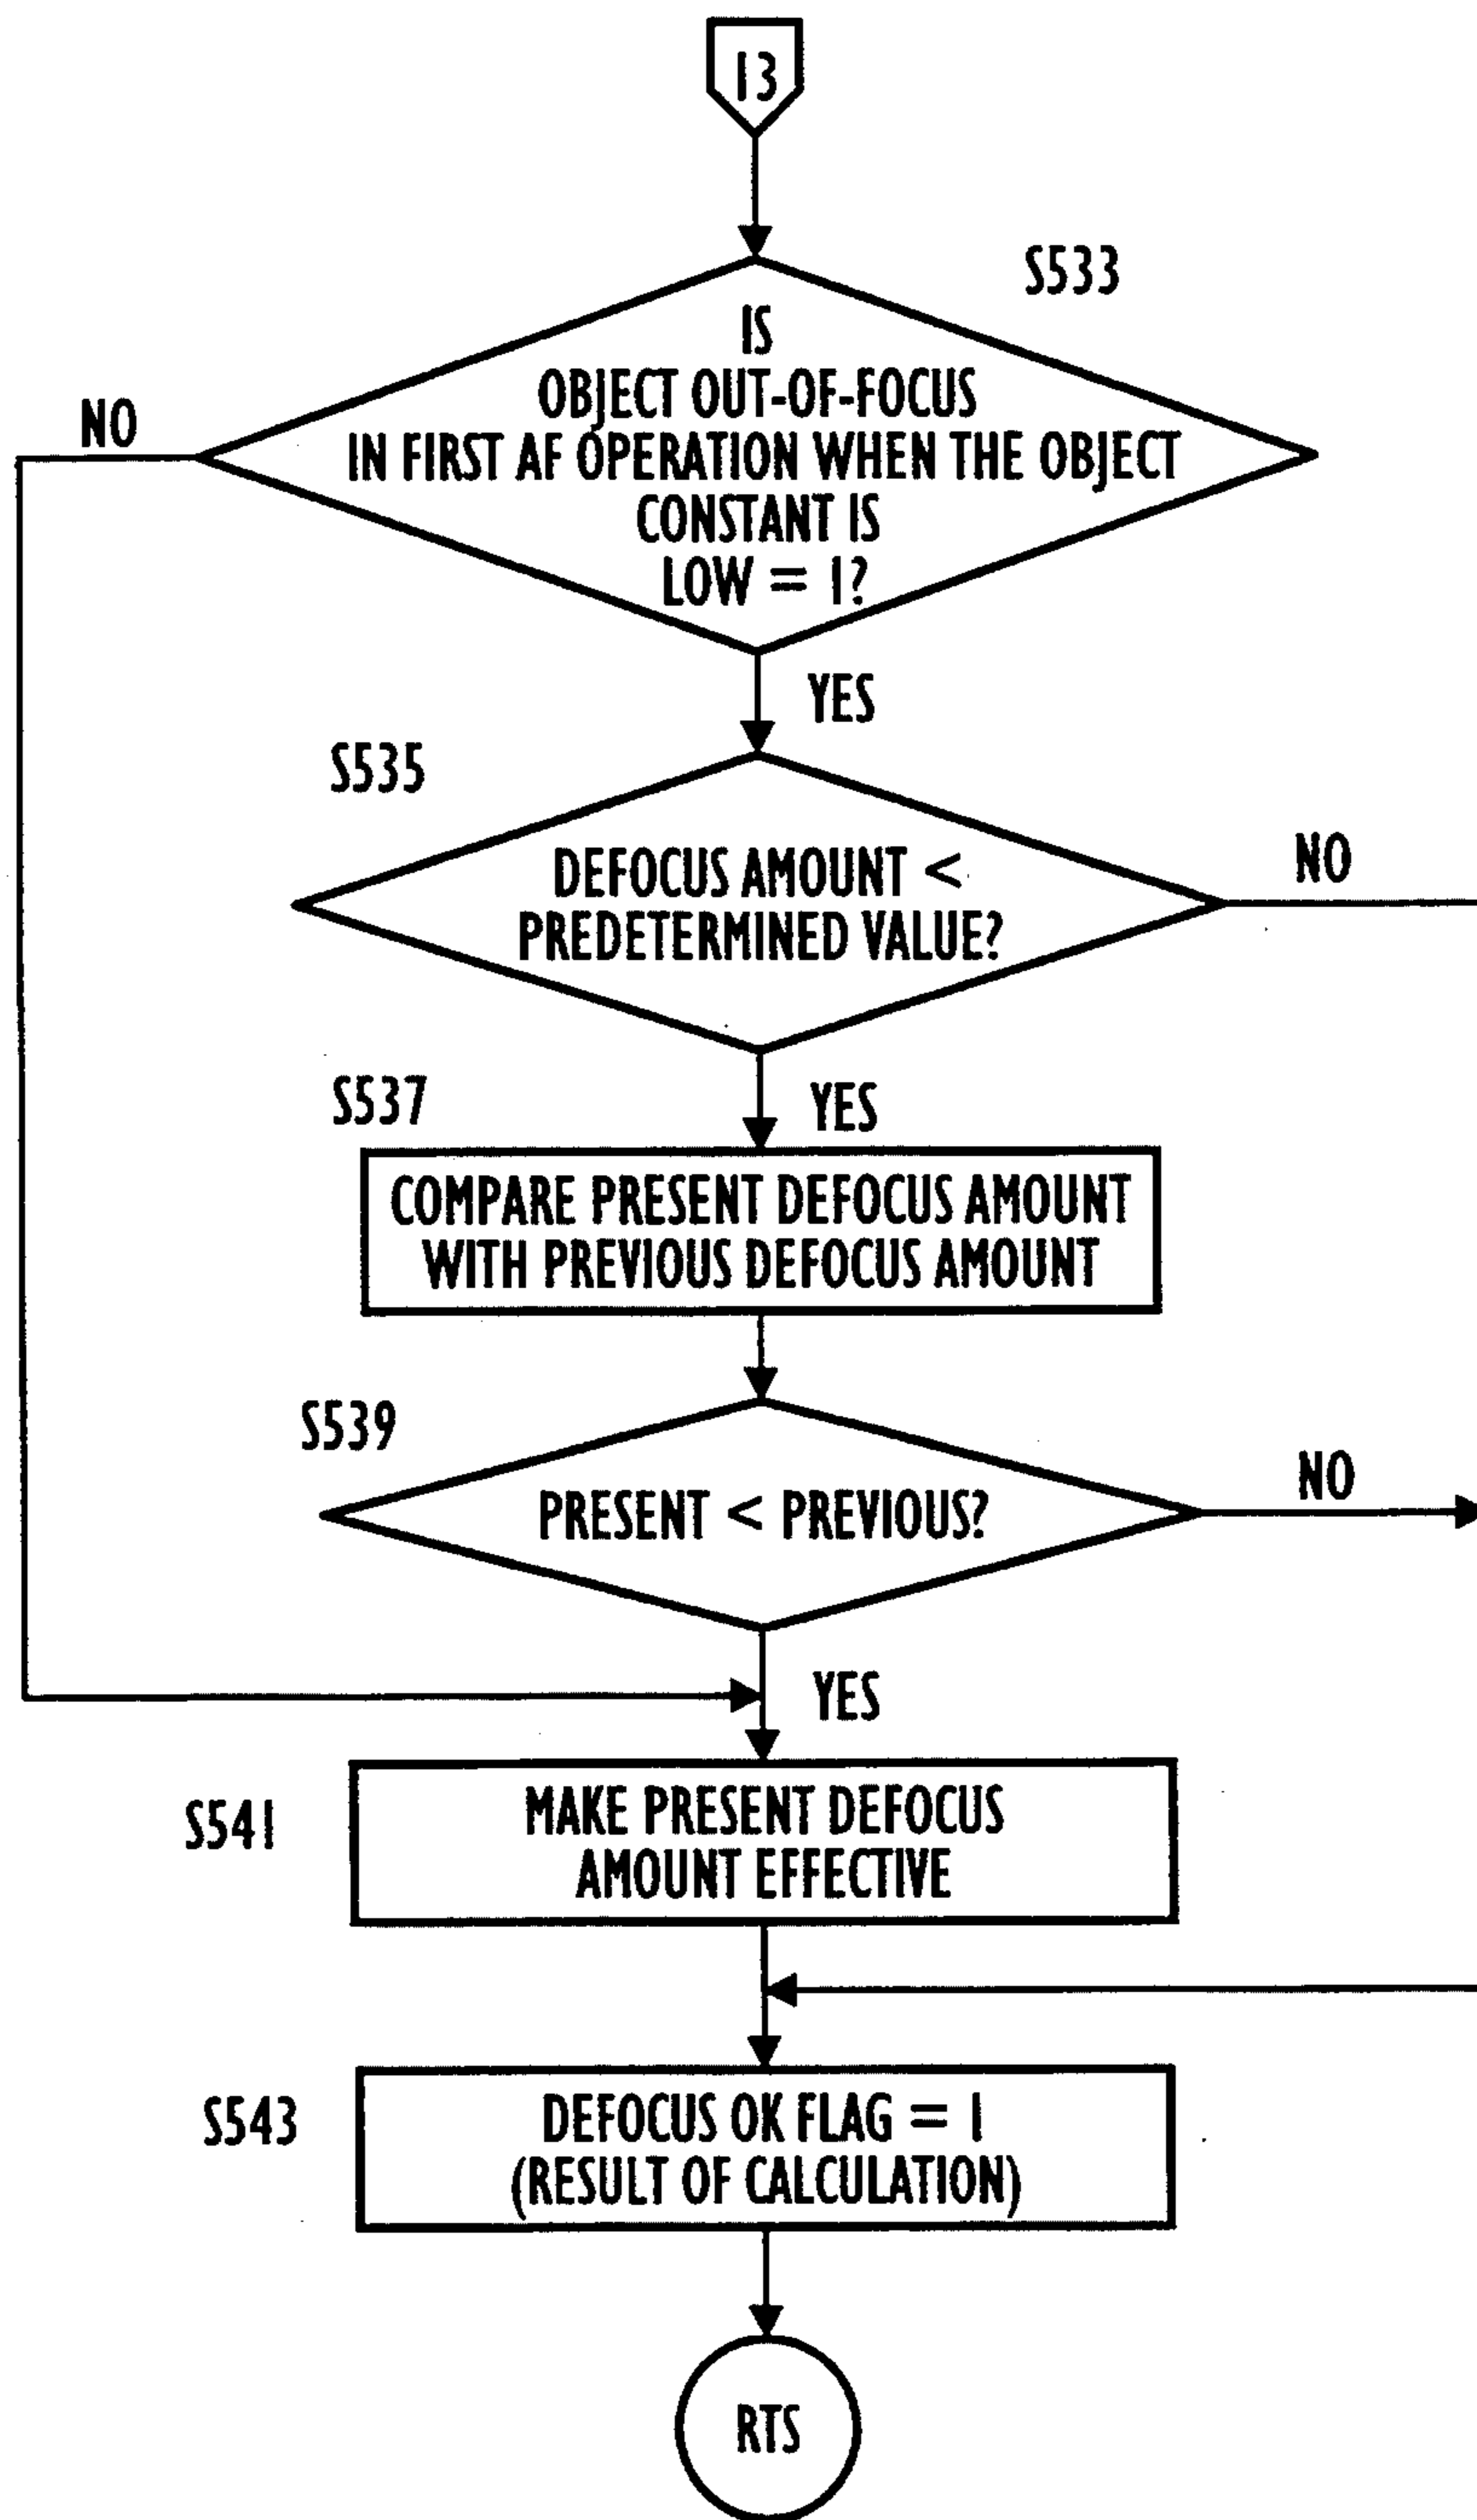 13
S533
IS
OBJECT OUT-OF-FOCUS
IN FIRST AF OPERATION WHEN THE OBJECT
CONSTANT IS
LOW = 1?
NO
YES
S535
DEFOCUS AMOUNT <
PREDETERMINED VALUE?
NO
YES
S537
COMPARE PRESENT DEFOCUS AMOUNT
WITH PREVIOUS DEFOCUS AMOUNT
S539
PRESENT < PREVIOUS?
NO
YES
S541
MAKE PRESENT DEFOCUS
AMOUNT EFFECTIVE
S543
DEFOCUS OK FLAG = 1
(RESULT OF CALCULATION)
RTS